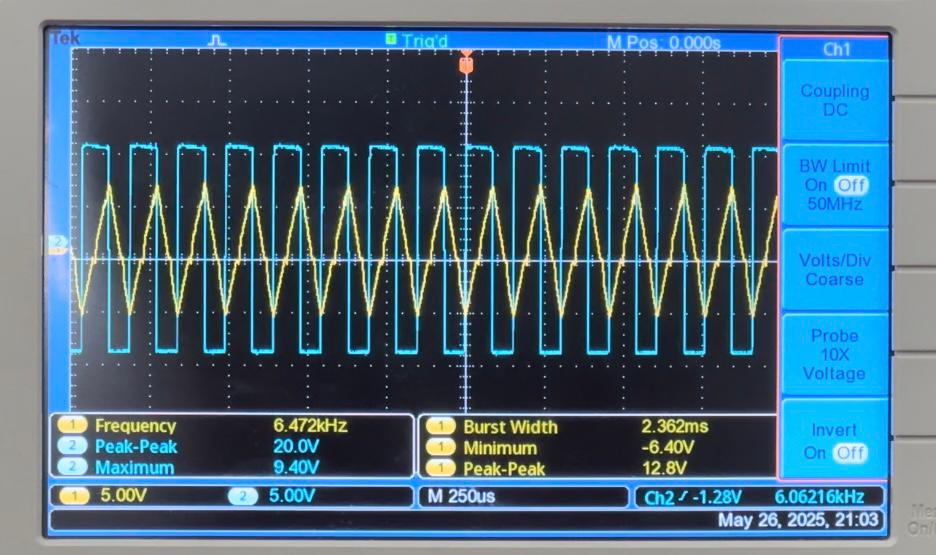 Tek
T Trig'd
M Pos: 0.000s
Ch1
Coupling
DC
BW Limit
On Off
50MHz
Volts/Div
Coarse
Probe
10X
Voltage
Invert
On Off
2
1 Frequency 6.472kHz
2 Peak-Peak 20.0V
2 Maximum 9.40V
1 Burst Width 2.362ms
1 Minimum -6.40V
1 Peak-Peak 12.8V
1 5.00V 2 5.00V M 250us Ch2 -1.28V 6.06216kHz
May 26, 2025, 21:03